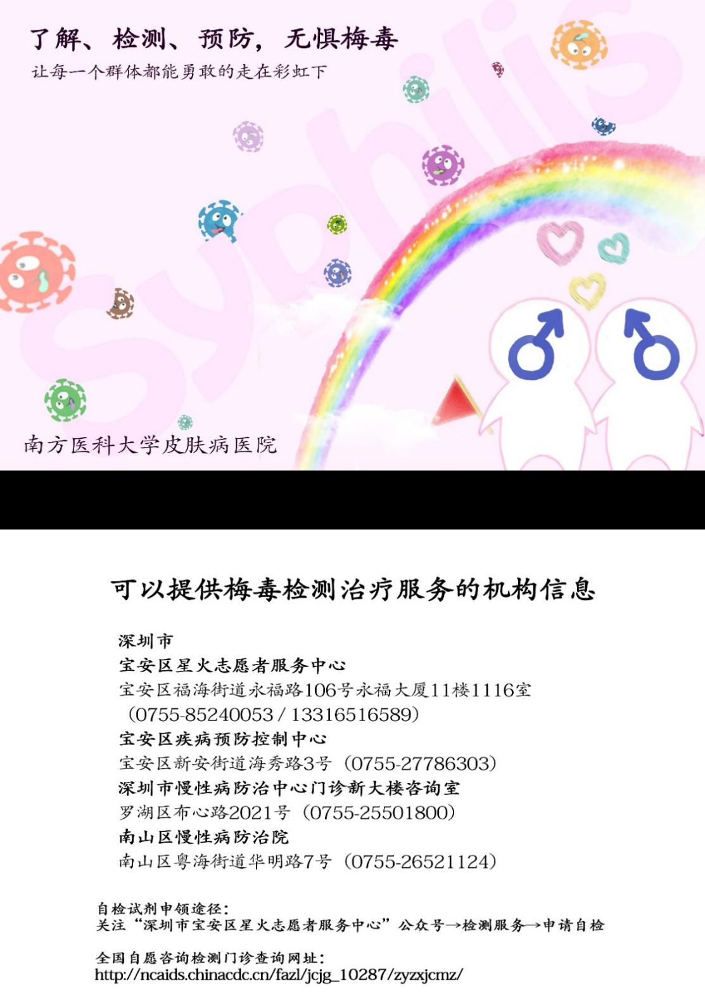 了解、检测、预防，无惧梅毒
让每一个群体都能勇敢的走在彩虹下
Syphilis
南方医科大学皮肤病医院
可以提供梅毒检测治疗服务的机构信息
深圳市
宝安区星火志愿者服务中心
宝安区福海街道永福路106号永福大厦11楼1116室
（0755-85240053 / 13316516589）
宝安区疾病预防控制中心
宝安区新安街道海秀路3号（0755-27786303）
深圳市慢性病防治中心门诊新大楼咨询室
罗湖区布心路2021号（0755-25501800）
南山区慢性病防治院
南山区粤海街道华明路7号（0755-26521124）
自检试剂申领途径：
关注“深圳市宝安区星火志愿者服务中心”公众号→检测服务→申请自检
全国自愿咨询检测门诊查询网址：
http://ncaids.chinacdc.cn/fazl/jcjg_10287/zyzxjcmz/